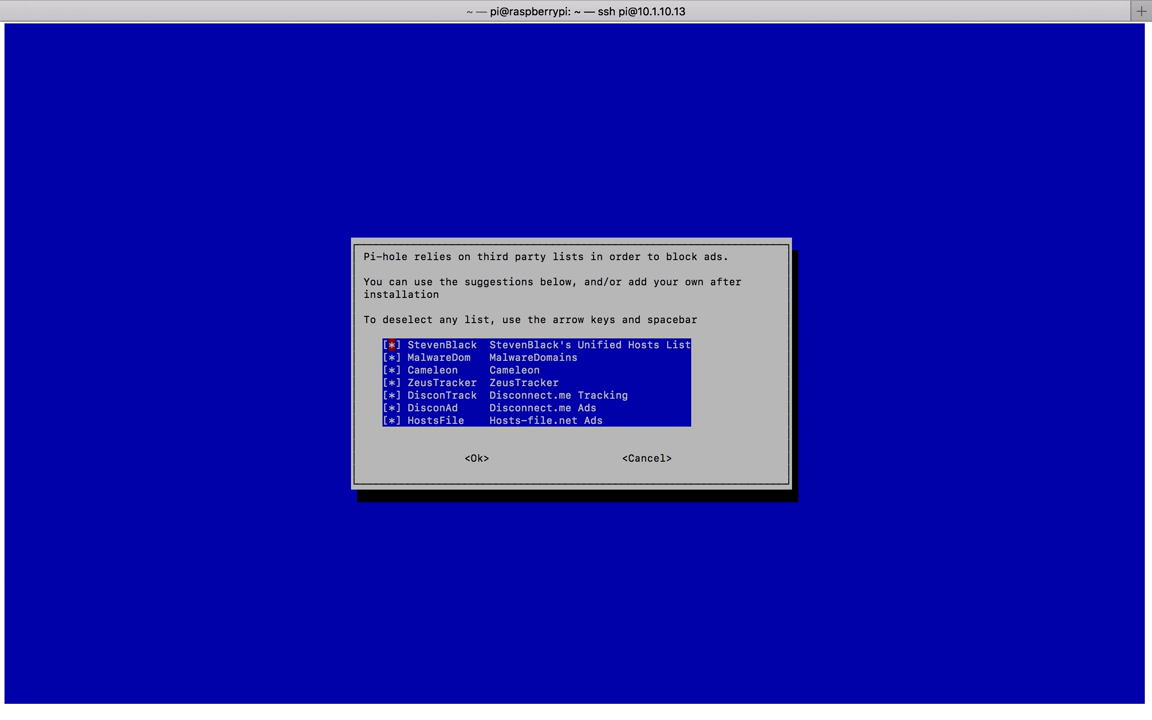 ~ — pi@raspberrypi: ~ — ssh pi@10.1.10.13 +
Pi-hole relies on third party lists in order to block ads.
You can use the suggestions below, and/or add your own after
installation
To deselect any list, use the arrow keys and spacebar
[*] StevenBlack StevenBlack's Unified Hosts List
[*] MalwareDom MalwareDomains
[*] Cameleon Cameleon
[*] ZeusTracker ZeusTracker
[*] DisconTrack Disconnect.me Tracking
[*] DisconAd Disconnect.me Ads
[*] HostsFile Hosts-file.net Ads
<Ok> <Cancel>